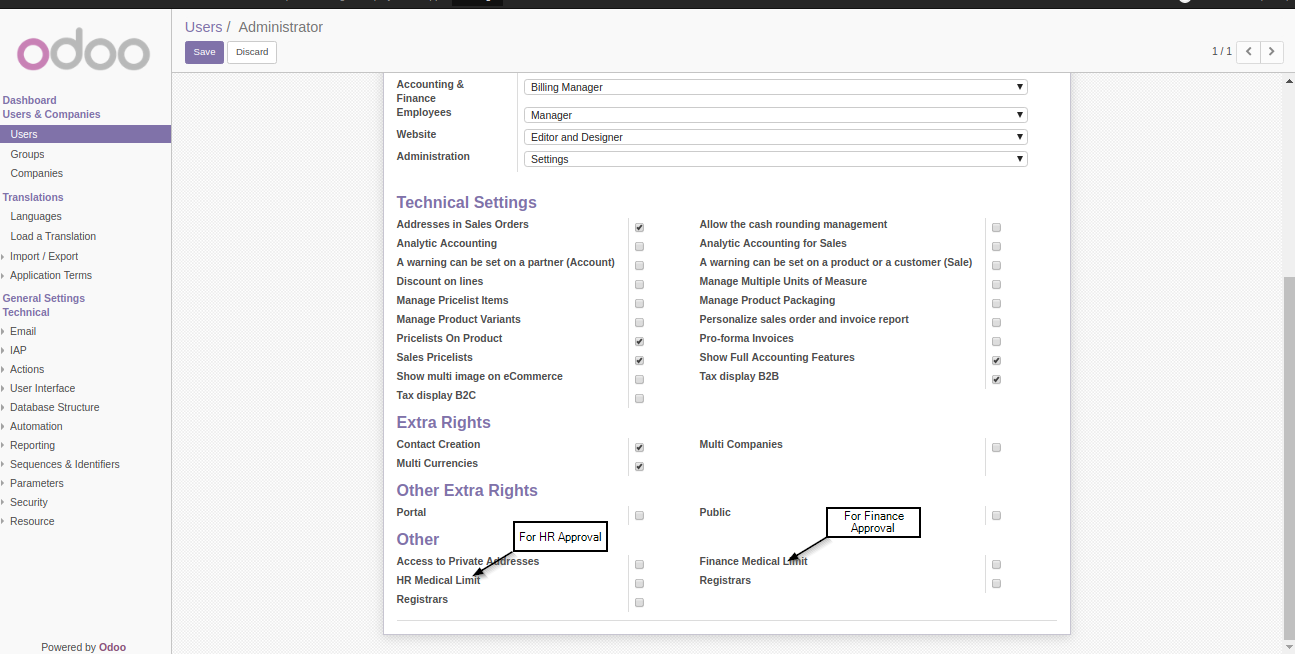 odoo
Users / Administrator
Save Discard
1 / 1
Dashboard
Users & Companies
Users
Groups
Companies
Translations
Languages
Load a Translation
Import / Export
Application Terms
General Settings
Technical
Email
IAP
Actions
User Interface
Database Structure
Automation
Reporting
Sequences & Identifiers
Parameters
Security
Resource
Powered by Odoo
Accounting &
Finance
Billing Manager
Employees Manager
Website Editor and Designer
Administration Settings
Technical Settings
Addresses in Sales Orders Allow the cash rounding management
Analytic Accounting Analytic Accounting for Sales
A warning can be set on a partner (Account) A warning can be set on a product or a customer (Sale)
Discount on lines Manage Multiple Units of Measure
Manage Pricelist Items Manage Product Packaging
Manage Product Variants Personalize sales order and invoice report
Pricelists On Product Pro-forma Invoices
Sales Pricelists Show Full Accounting Features
Show multi image on eCommerce Tax display B2B
Tax display B2C
Extra Rights
Contact Creation Multi Companies
Multi Currencies
Other Extra Rights
Portal Public
For HR Approval
For Finance
Approval
Other
Access to Private Addresses Finance Medical Limit
HR Medical Limit Registrars
Registrars